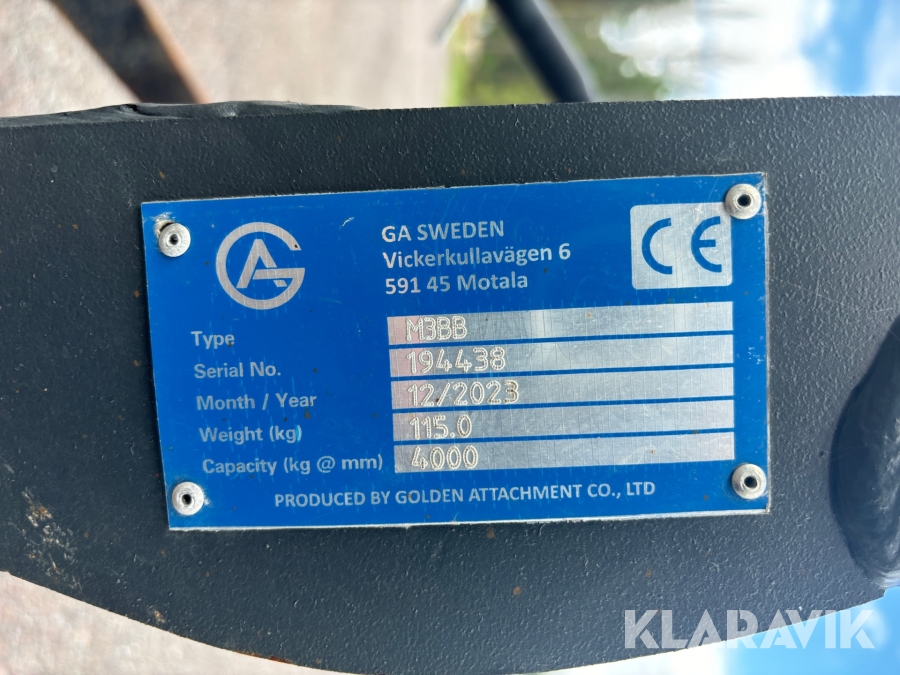 GA SWEDEN
Vickerkullavägen 6
591 45 Motala
CE
Type M3BB
Serial No. 194438
Month / Year 12/2023
Weight (kg) 115.0
Capacity (kg @ mm) 4000
PRODUCED BY GOLDEN ATTACHMENT CO., LTD
KLARAVIK